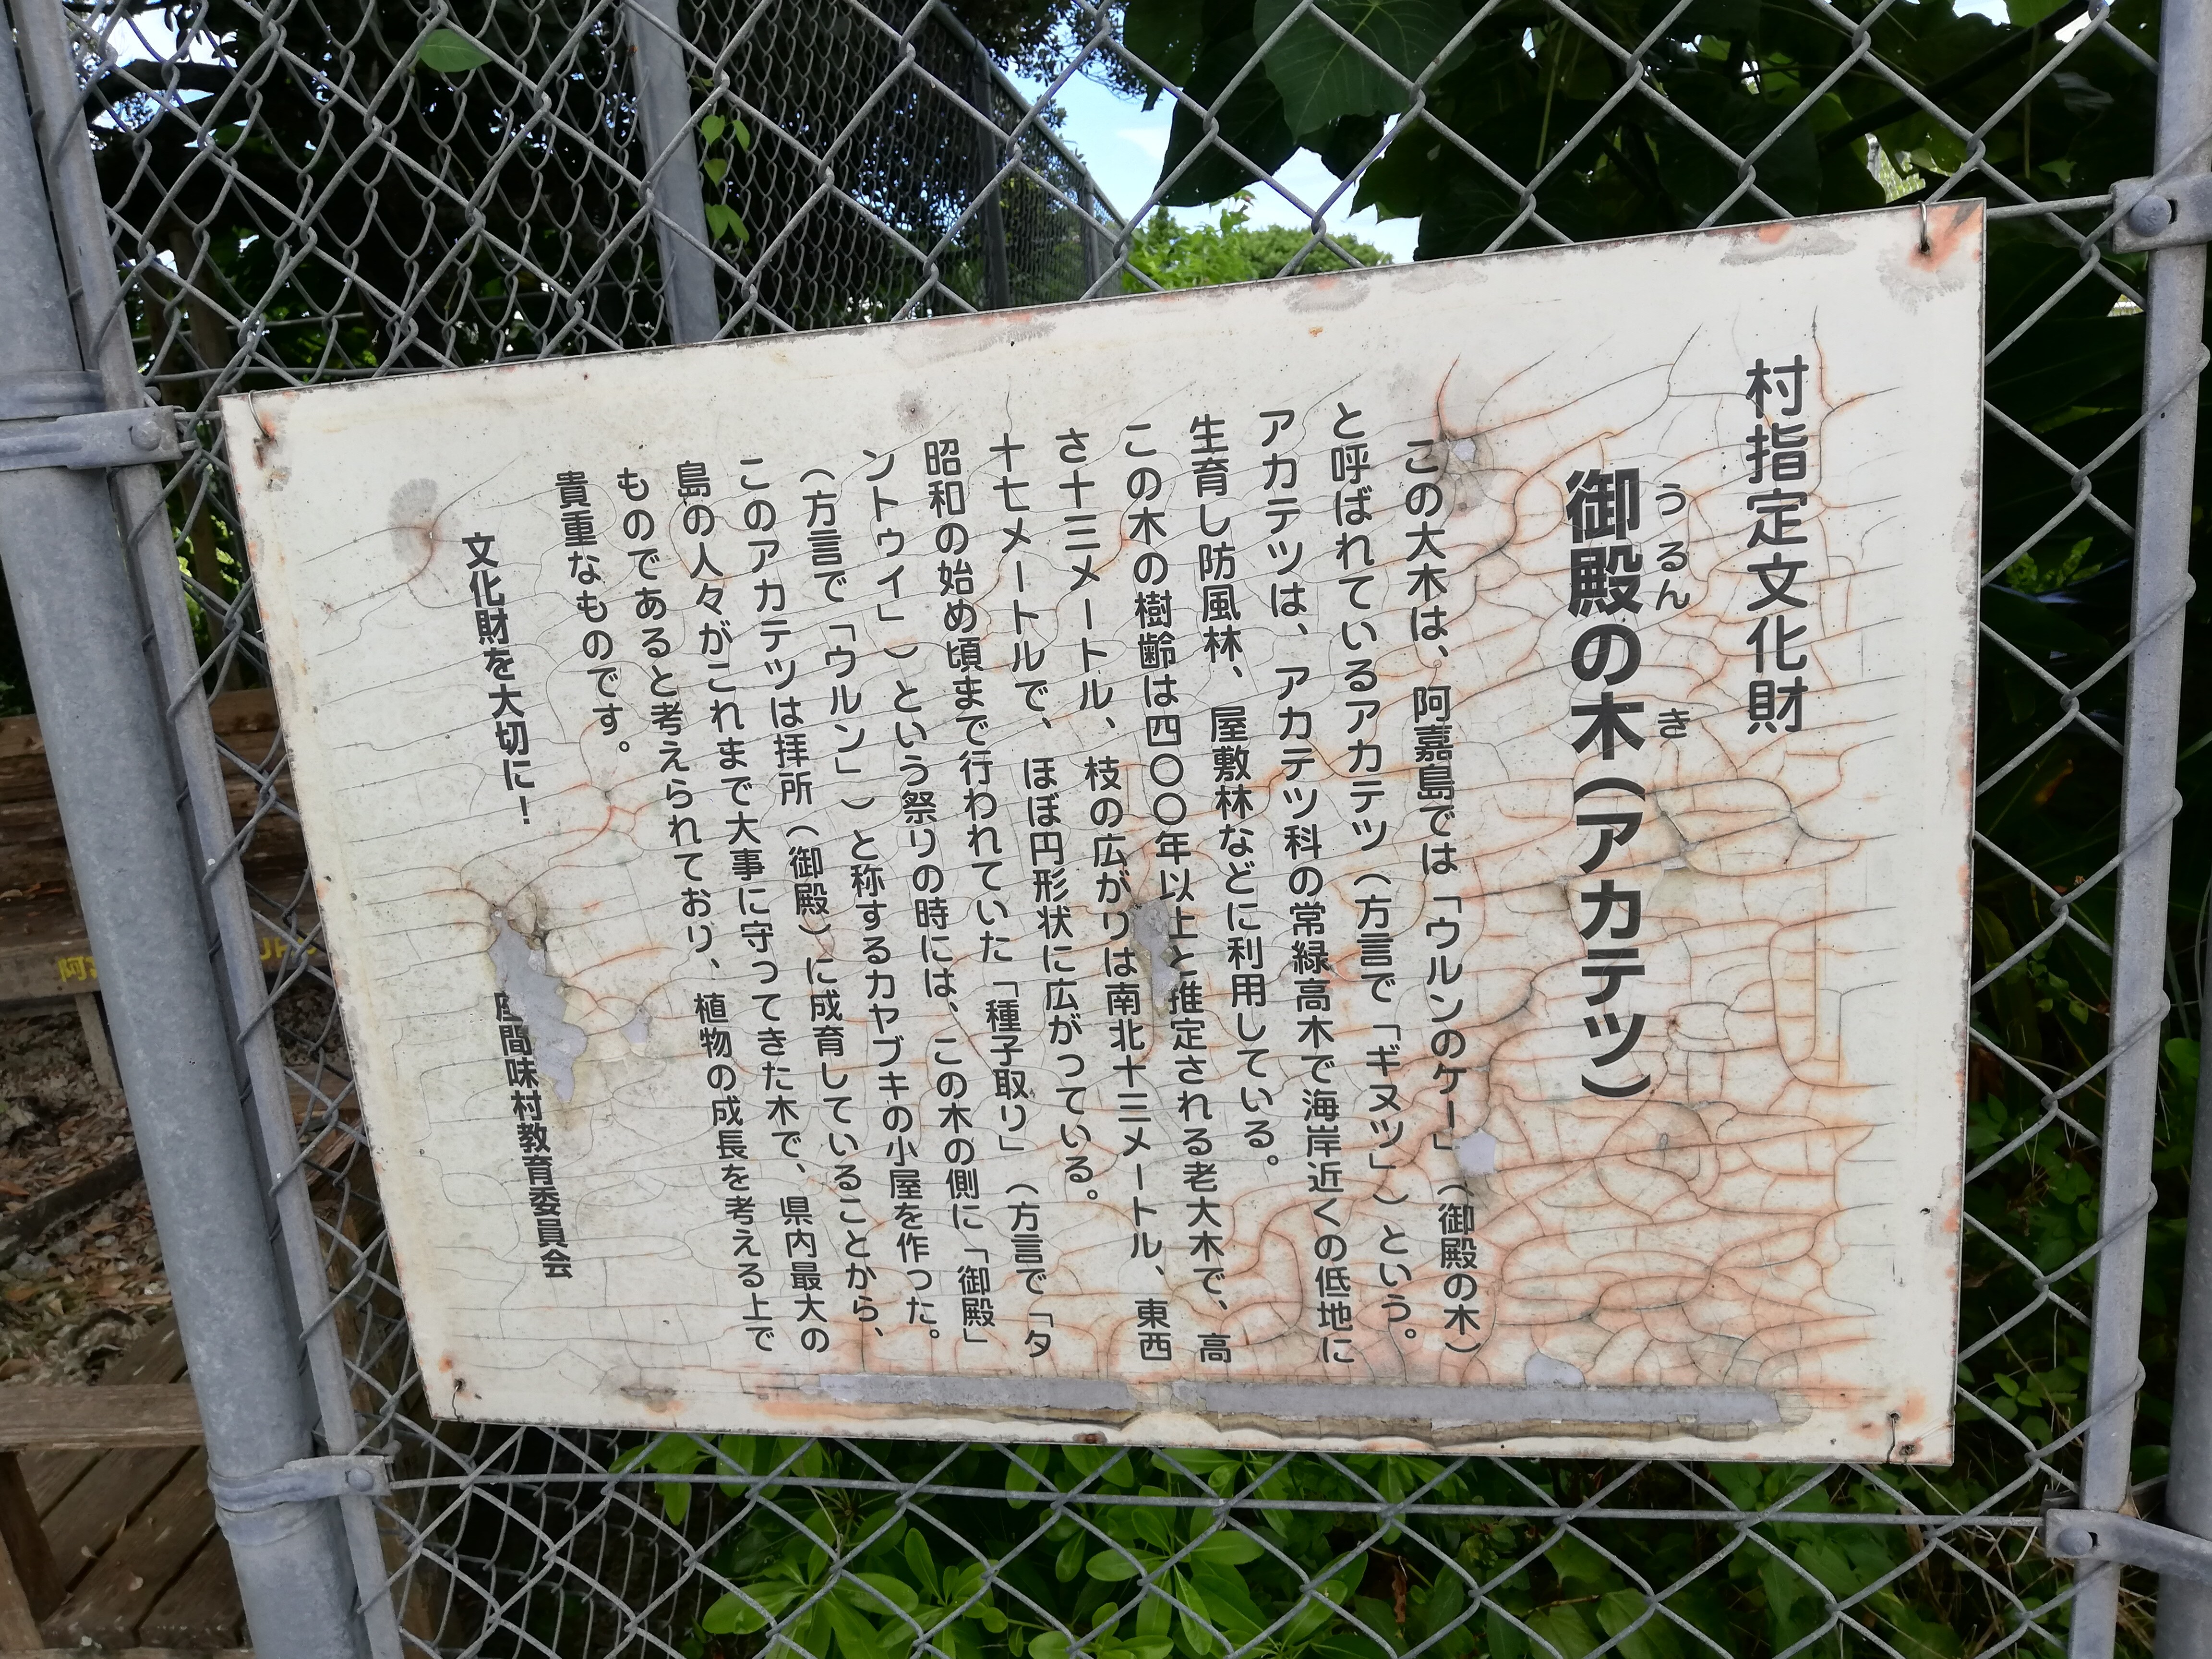 村指定文化財
うるん　き
御殿の木（アカテツ）
この大木は、阿嘉島では「ウルンのケー」（御殿の木）
と呼ばれているアカテツ（方言で「ギヌツ」）という。
アカテツは、アカテツ科の常緑高木で海岸近くの低地に
生育し防風林、屋敷林などに利用している。
この木の樹齢は四〇〇年以上と推定される老大木で、高
さ十三メートル、枝の広がりは南北十三メートル、東西
十七メートルで、ほぼ円形状に広がっている。
昭和の始め頃まで行われていた「種子取り」（方言で「タ
ントウイ」）という祭りの時には、この木の側に「御殿」
（方言で「ウルン」）と称するカヤブキの小屋を作った。
このアカテツは拝所（御殿）に成育していることから、
島の人々がこれまで大事に守ってきた木で、県内最大の
ものであると考えられており、植物の成長を考える上で
貴重なものです。
文化財を大切に！
座間味村教育委員会